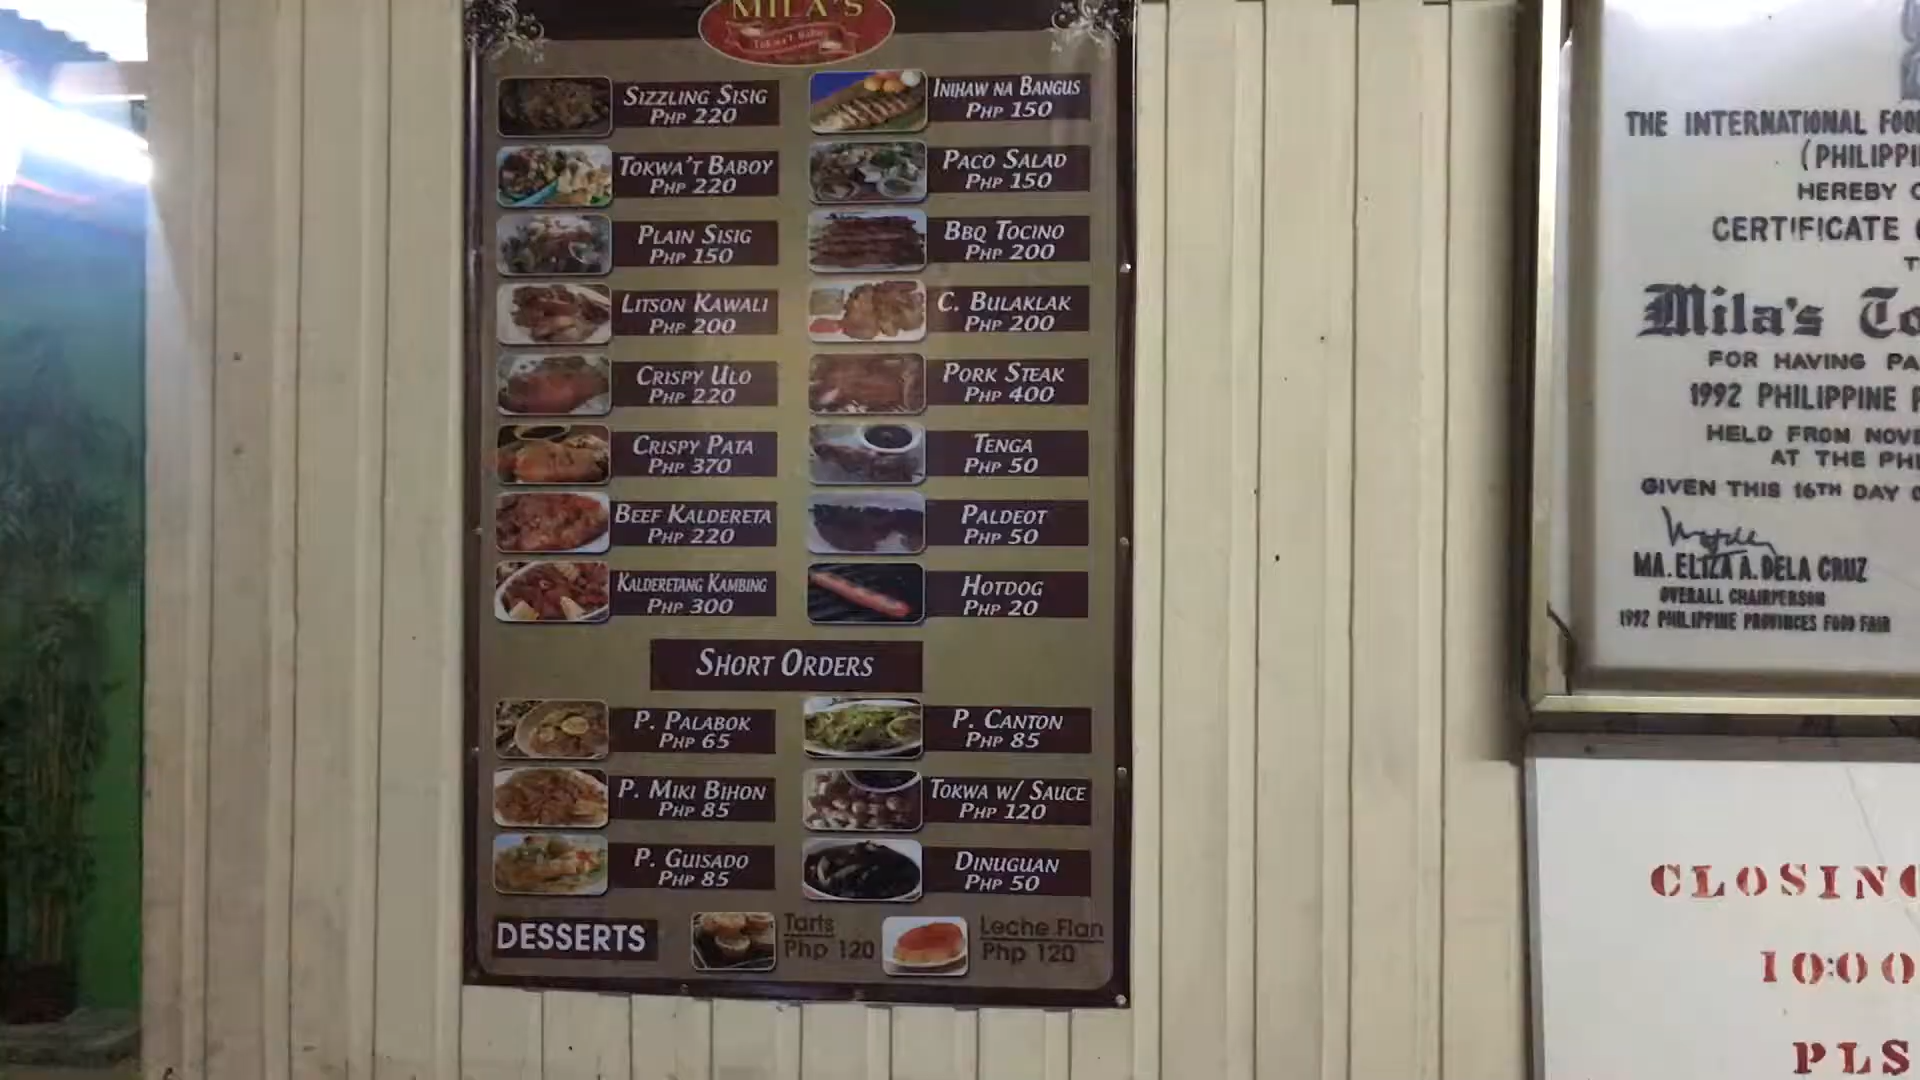 MILA'S
Tokwa't Baboy
SIZZLING SISIG
PHP 220
TOKWA'T BABOY
PHP 220
PLAIN SISIG
PHP 150
LITSON KAWALI
PHP 200
CRISPY ULO
PHP 220
CRISPY PATA
PHP 370
BEEF KALDERETA
PHP 220
KALDERETANG KAMBING
PHP 300
INIHAW NA BANGUS
PHP 150
PACO SALAD
PHP 150
BBQ TOCINO
PHP 200
C. BULAKLAK
PHP 200
PORK STEAK
PHP 400
TENGA
PHP 50
PALDEOT
PHP 50
HOTDOG
PHP 20
SHORT ORDERS
P. PALABOK
PHP 65
P. MIKI BIHON
PHP 85
P. GUISADO
PHP 85
P. CANTON
PHP 85
TOKWA W/ SAUCE
PHP 120
DINUGUAN
PHP 50
DESSERTS
Tarts
Php 120
Leche Flan
Php 120
THE INTERNATIONAL
(PHILIPPI
HEREBY
CERTIFICATE
Mila's
FOR HAVING PA
1992 PHILIPPINE
HELD FROM NOVE
AT THE PHI
GIVEN THIS 16TH DAY
MA. ELIZA A. DELA CRUZ
OVERALL CHAIRPERSON
1992 PHILIPPINE PROVINCES FOOD FAIR
CLOSING
10:00
PLS